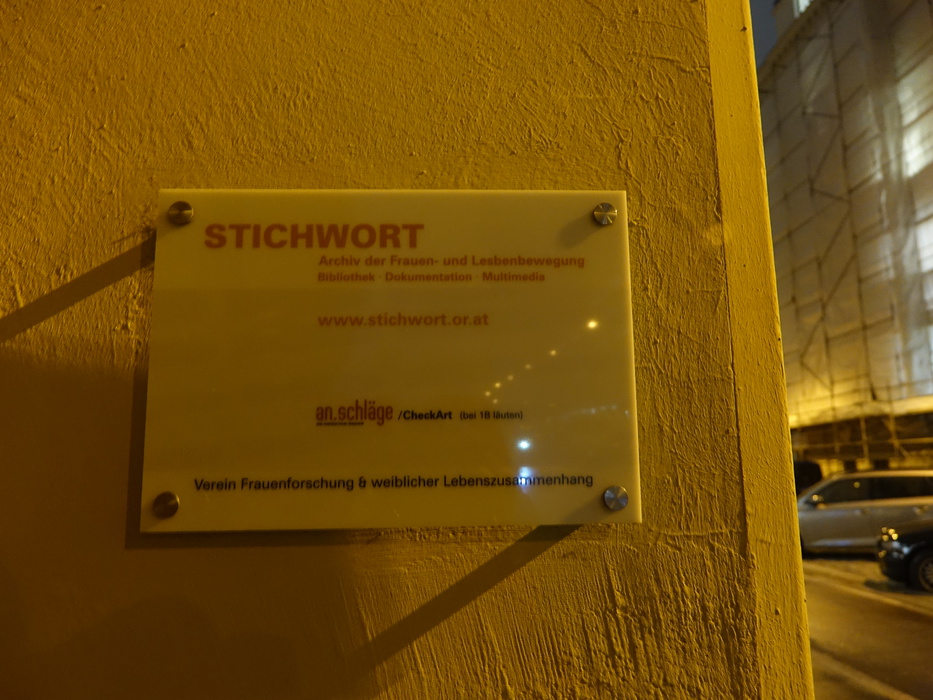 STICHWORT
Archiv der Frauen- und Lesbenbewegung
Bibliothek · Dokumentation · Multimedia
www.stichwort.or.at
an.schläge /CheckArt (bei 1B läuten)
Verein Frauenforschung & weiblicher Lebenszusammenhang